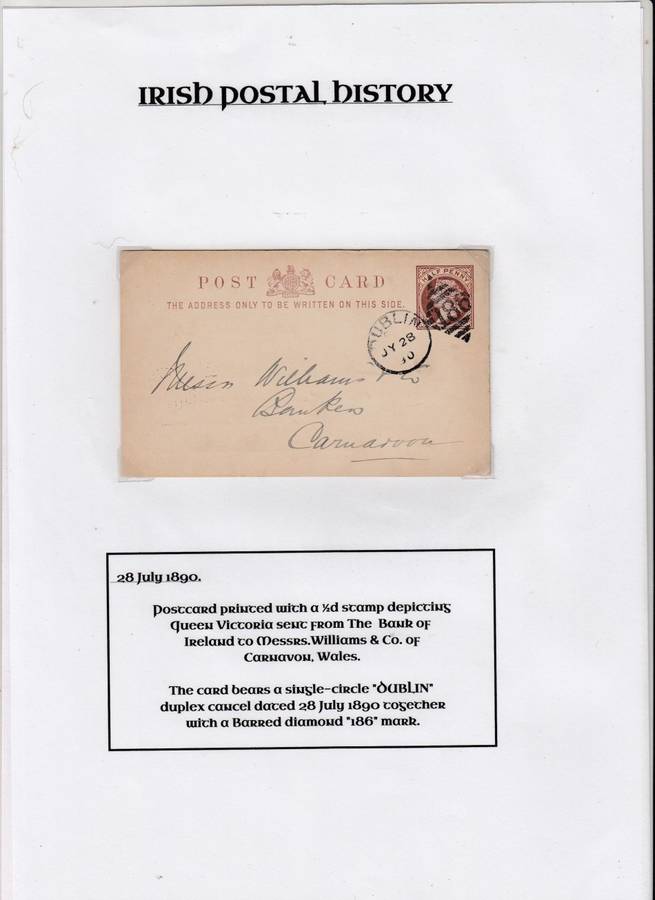 IRISH POSTAL HISTORY
POST CARD
THE ADDRESS ONLY TO BE WRITTEN ON THIS SIDE.
HALF PENNY
186
DUBLIN
JY 28
90
Messrs Williams & Co
Bankers
Carnarvon
28 July 1890.
Postcard printed with a ½d stamp depicting
Queen Victoria sent from The Bank of
Ireland to Messrs.Williams & Co. of
Carnavon, Wales.
The card bears a single-circle "DUBLIN"
duplex cancel dated 28 July 1890 together
with a Barred diamond "186" mark.